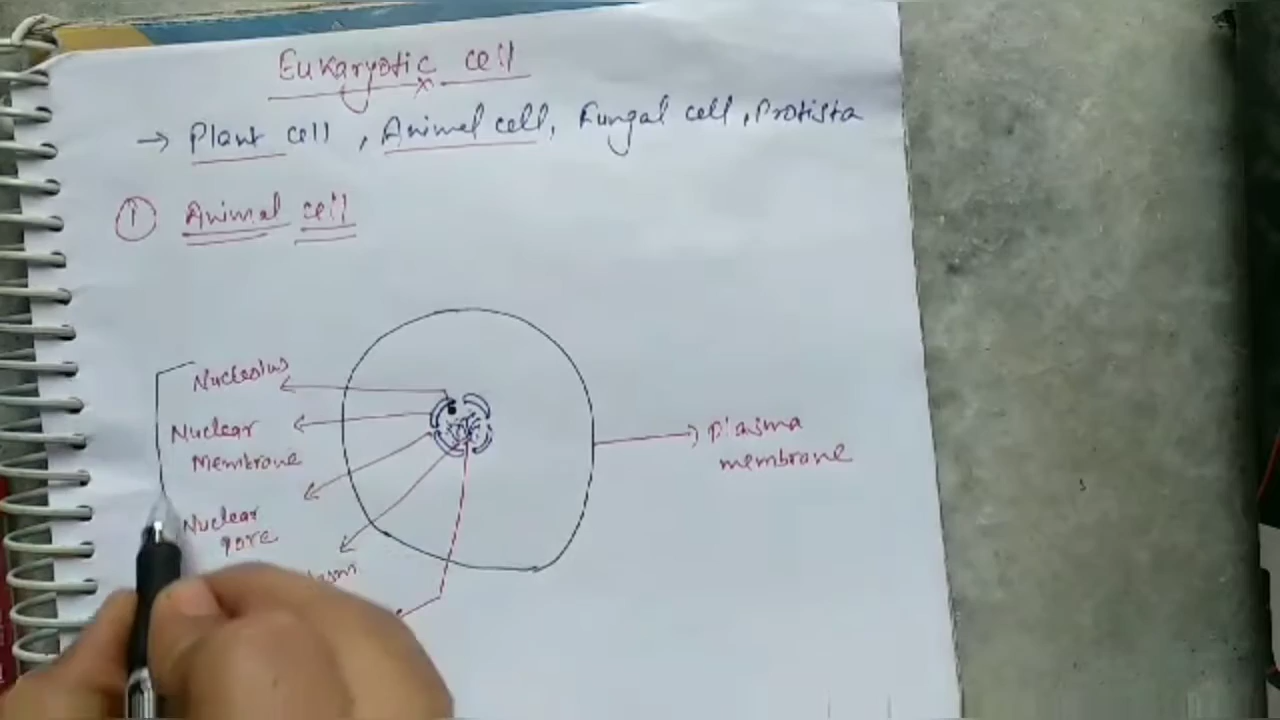 Eukaryotic cell
→ Plant cell, Animal cell, Fungal cell, Protista
① Animal cell
Nucleolus
Nuclear
Membrane
Nuclear
pore
Plasma
membrane